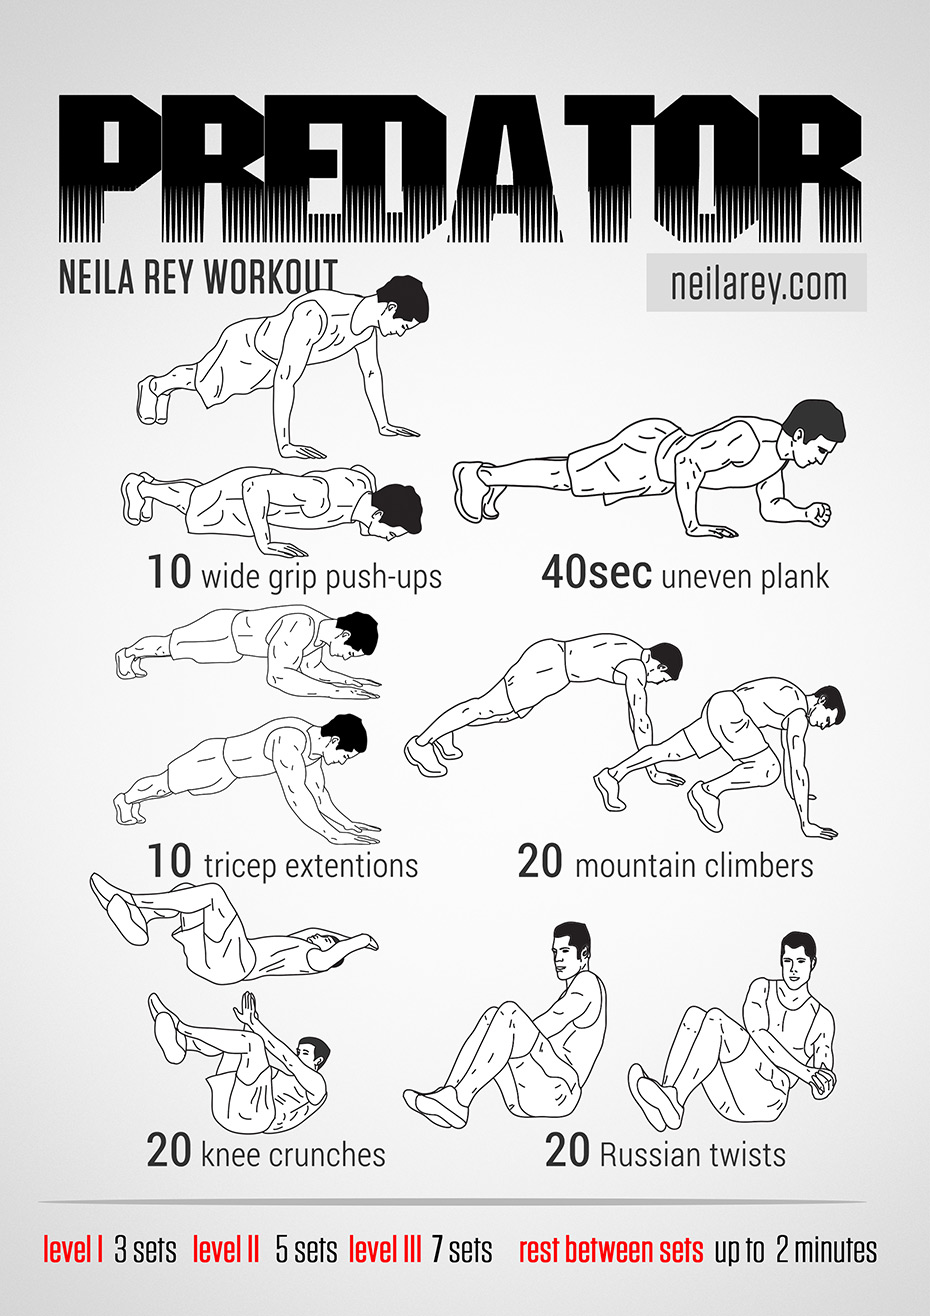 PREDATOR
NEILA REY WORKOUT
neilarey.com
10 wide grip push-ups
40sec uneven plank
10 tricep extentions
20 mountain climbers
20 knee crunches
20 Russian twists
level I 3 sets level II 5 sets level III 7 sets rest between sets up to 2 minutes